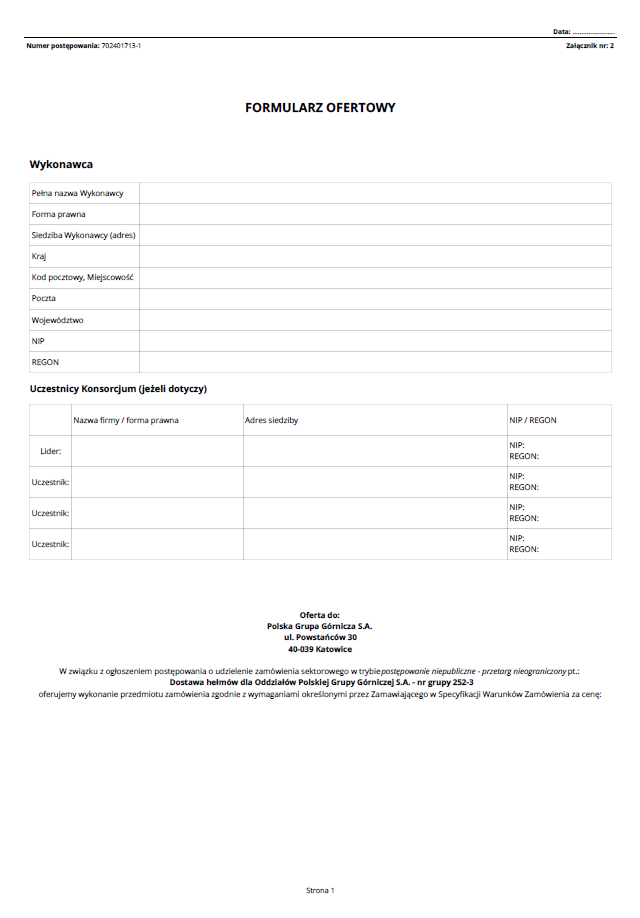 Data: ......................
Numer postępowania: 702401713-1
Załącznik nr: 2
FORMULARZ OFERTOWY
Wykonawca
Pełna nazwa Wykonawcy
Forma prawna
Siedziba Wykonawcy (adres)
Kraj
Kod pocztowy, Miejscowość
Poczta
Województwo
NIP
REGON
Uczestnicy Konsorcjum (jeżeli dotyczy)
Nazwa firmy / forma prawna
Adres siedziby
NIP / REGON
Lider:
NIP:
REGON:
Uczestnik:
NIP:
REGON:
Uczestnik:
NIP:
REGON:
Uczestnik:
NIP:
REGON:
Oferta do:
Polska Grupa Górnicza S.A.
ul. Powstańców 30
40-039 Katowice
W związku z ogłoszeniem postępowania o udzielenie zamówienia sektorowego w trybiepostępowanie niepubliczne - przetarg nieograniczony pt.:
Dostawa hełmów dla Oddziałów Polskiej Grupy Górniczej S.A. - nr grupy 252-3
oferujemy wykonanie przedmiotu zamówienia zgodnie z wymaganiami określonymi przez Zamawiającego w Specyfikacji Warunków Zamówienia za cenę:
Strona 1